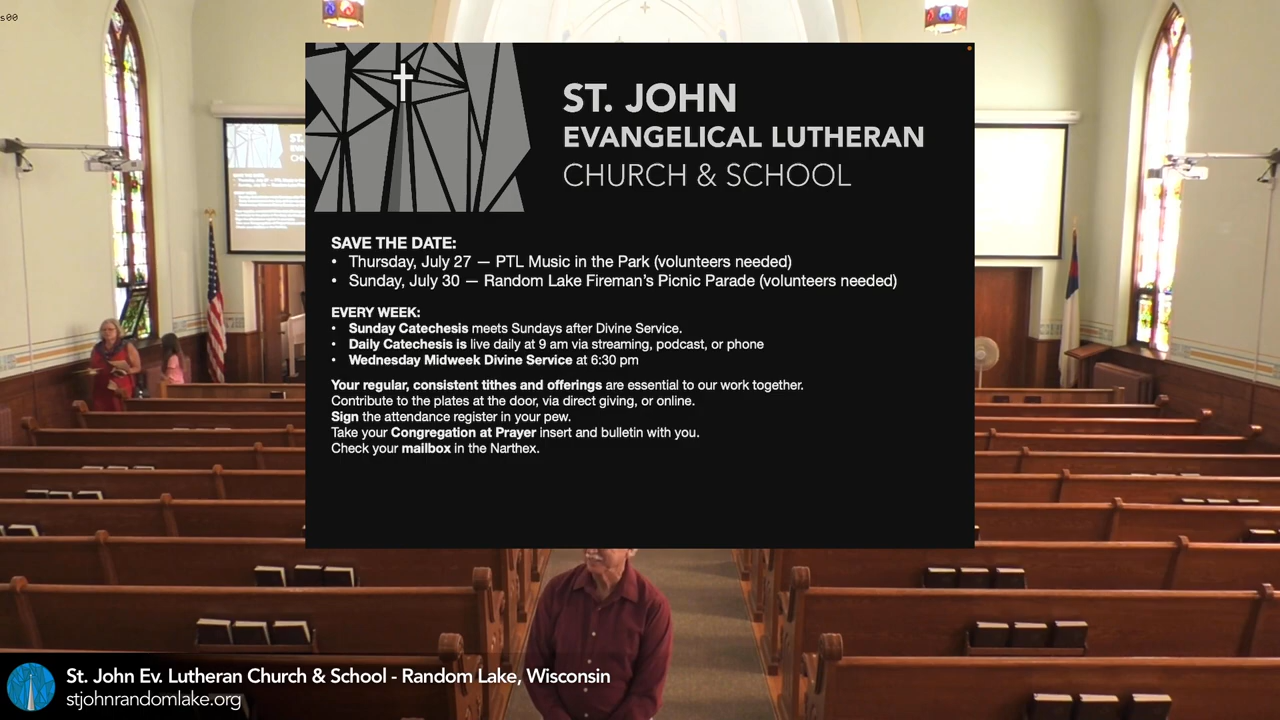 s00
ST. JOHN
EVANGELICAL LUTHERAN
CHURCH & SCHOOL
SAVE THE DATE:
• Thursday, July 27 — PTL Music in the Park (volunteers needed)
• Sunday, July 30 — Random Lake Fireman's Picnic Parade (volunteers needed)
EVERY WEEK:
• Sunday Catechesis meets Sundays after Divine Service.
• Daily Catechesis is live daily at 9 am via streaming, podcast, or phone
• Wednesday Midweek Divine Service at 6:30 pm
Your regular, consistent tithes and offerings are essential to our work together.
Contribute to the plates at the door, via direct giving, or online.
Sign the attendance register in your pew.
Take your Congregation at Prayer insert and bulletin with you.
Check your mailbox in the Narthex.
St. John Ev. Lutheran Church & School - Random Lake, Wisconsin
stjohnrandomlake.org